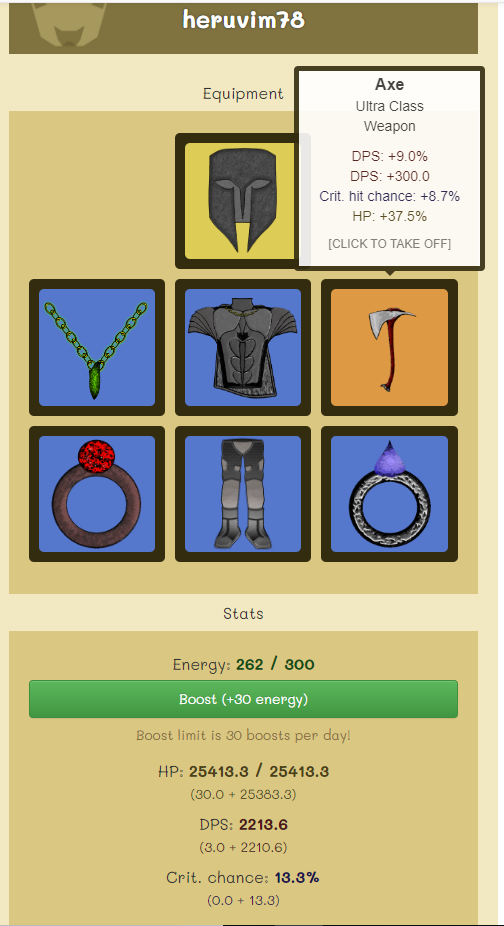 heruvim78
Equipment
Axe
Ultra Class
Weapon
DPS: +9.0%
DPS: +300.0
Crit. hit chance: +8.7%
HP: +37.5%
[CLICK TO TAKE OFF]
Stats
Energy: 262 / 300
Boost (+30 energy)
Boost limit is 30 boosts per day!
HP: 25413.3 / 25413.3
(30.0 + 25383.3)
DPS: 2213.6
(3.0 + 2210.6)
Crit. chance: 13.3%
(0.0 + 13.3)